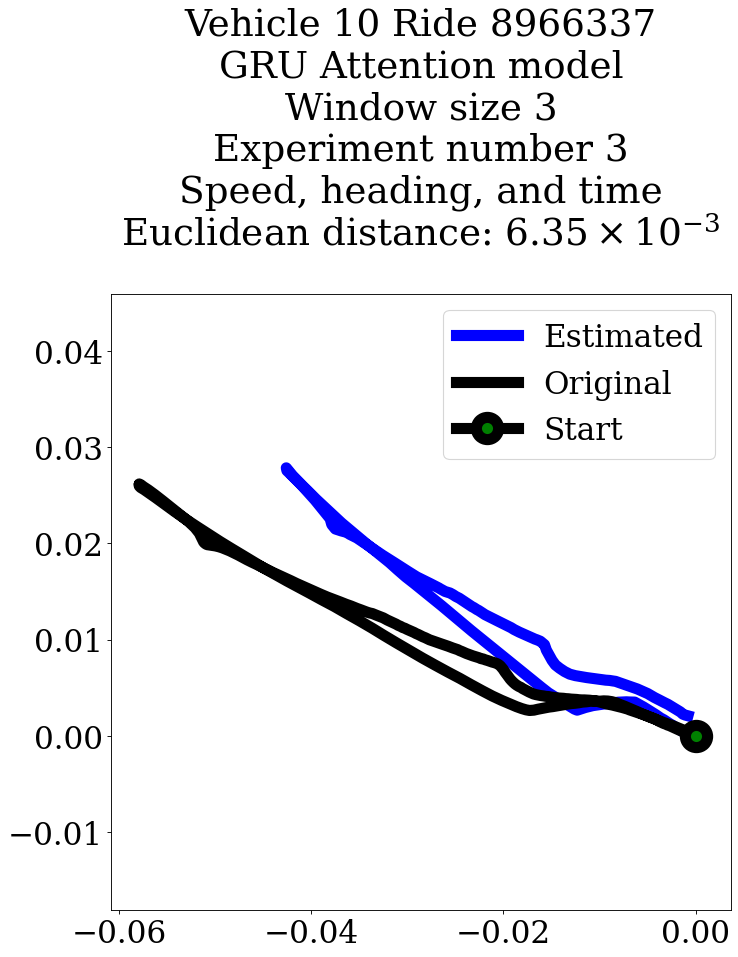 Vehicle 10 Ride 8966337
GRU Attention model
Window size 3
Experiment number 3
Speed, heading, and time
Euclidean distance: 6.35 × 10⁻³
Estimated
Original
Start
0.04
0.03
0.02
0.01
0.00
−0.01
−0.06
−0.04
−0.02
0.00